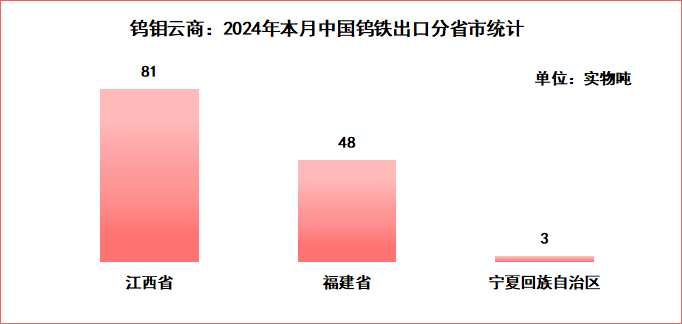 钨钼云商：2024年本月中国钨铁出口分省市统计
单位：实物吨
81
48
3
江西省
福建省
宁夏回族自治区